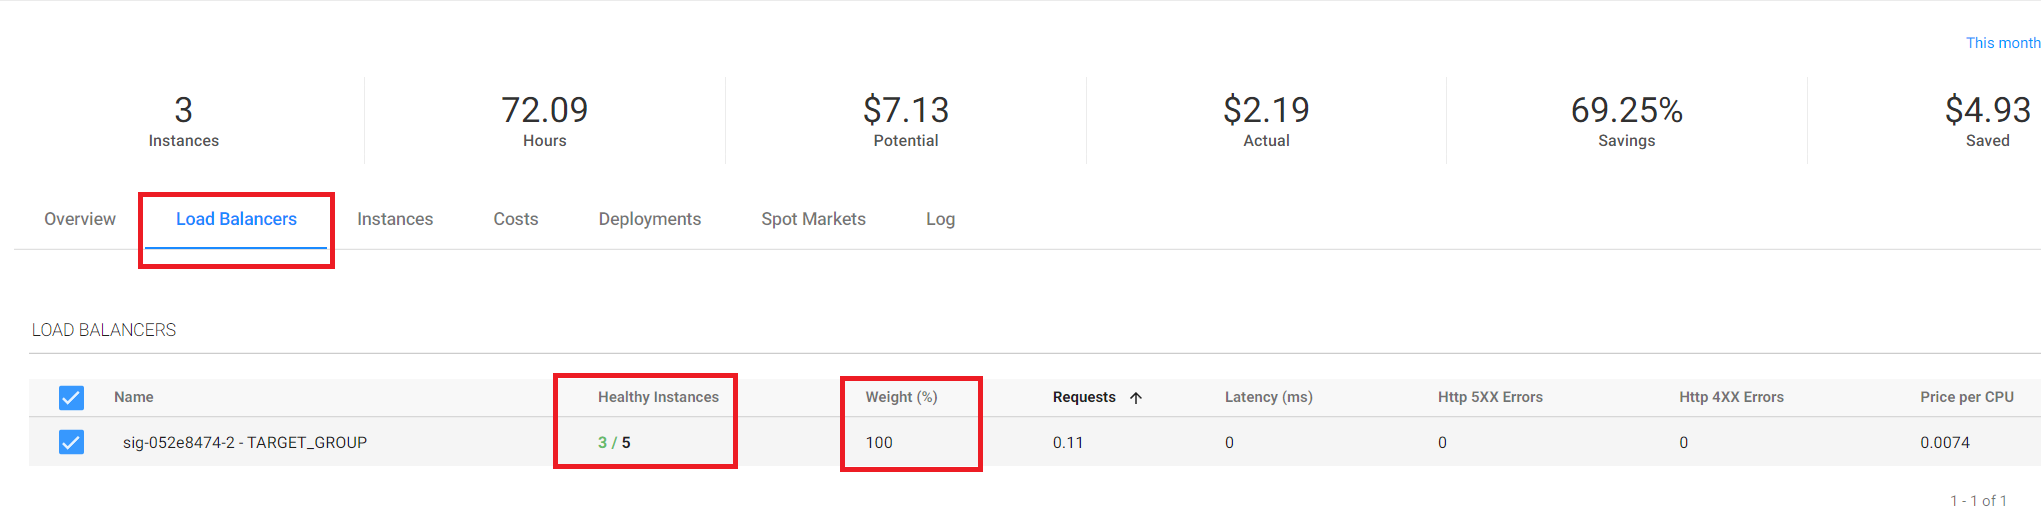 This month
3 72.09 $7.13 $2.19 69.25% $4.93
Instances Hours Potential Actual Savings Saved
Overview Load Balancers Instances Costs Deployments Spot Markets Log
LOAD BALANCERS
Name Healthy Instances Weight (%) Requests Latency (ms) Http 5XX Errors Http 4XX Errors Price per CPU
sig-052e8474-2 - TARGET_GROUP 3 / 5 100 0.11 0 0 0 0.0074
1 - 1 of 1